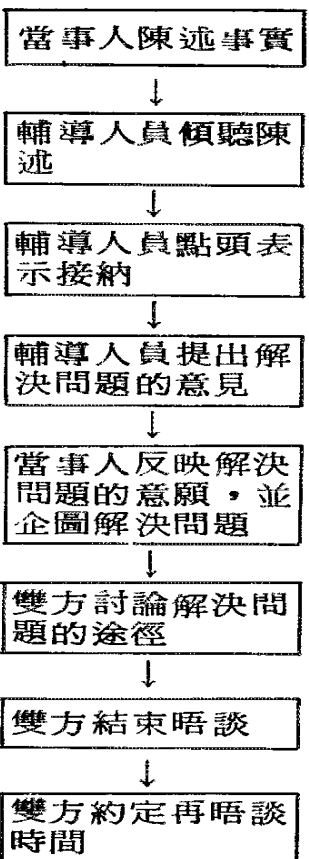 當事人陳述事實
輔導人員傾聽陳
述
輔導人員點頭表
示接納
輔導人員提出解
決問題的意見
當事人反映解決
問題的意願，並
企圖解決問題
雙方討論解決問
題的途徑
雙方結束晤談
雙方約定再晤談
時間